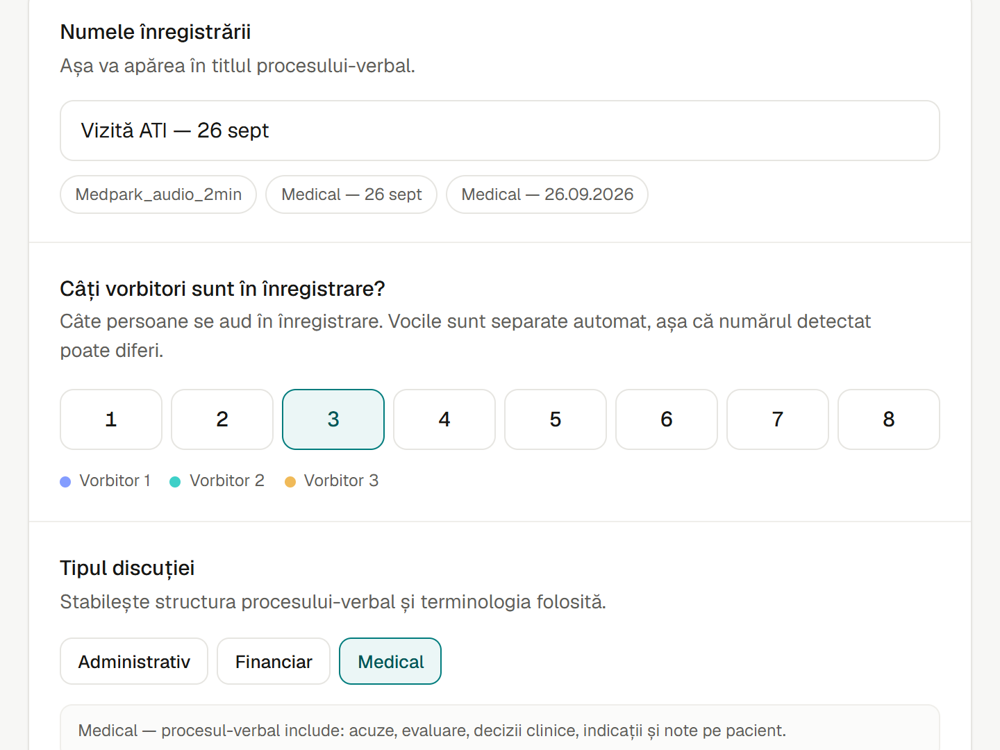 Numele înregistrării
Așa va apărea în titlul procesului-verbal.
Vizită ATI — 26 sept
Medpark_audio_2min
Medical — 26 sept
Medical — 26.09.2026
Câți vorbitori sunt în înregistrare?
Câte persoane se aud în înregistrare. Vocile sunt separate automat, așa că numărul detectat
poate diferi.
1 2 3 4 5 6 7 8
Vorbitor 1 Vorbitor 2 Vorbitor 3
Tipul discuției
Stabilește structura procesului-verbal și terminologia folosită.
Administrativ Financiar Medical
Medical — procesul-verbal include: acuze, evaluare, decizii clinice, indicații și note pe pacient.